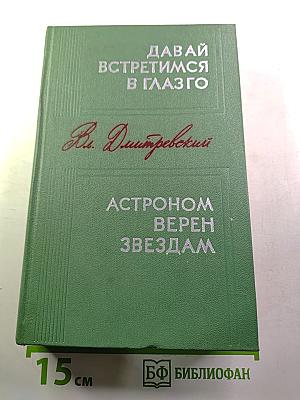 ДАВАЙ
ВСТРЕТИМСЯ
В ГЛАЗГО
Вл. Дмитревский
АСТРОНОМ
ВЕРЕН
ЗВЕЗДАМ
15 см
БФ БИБЛИОФАН